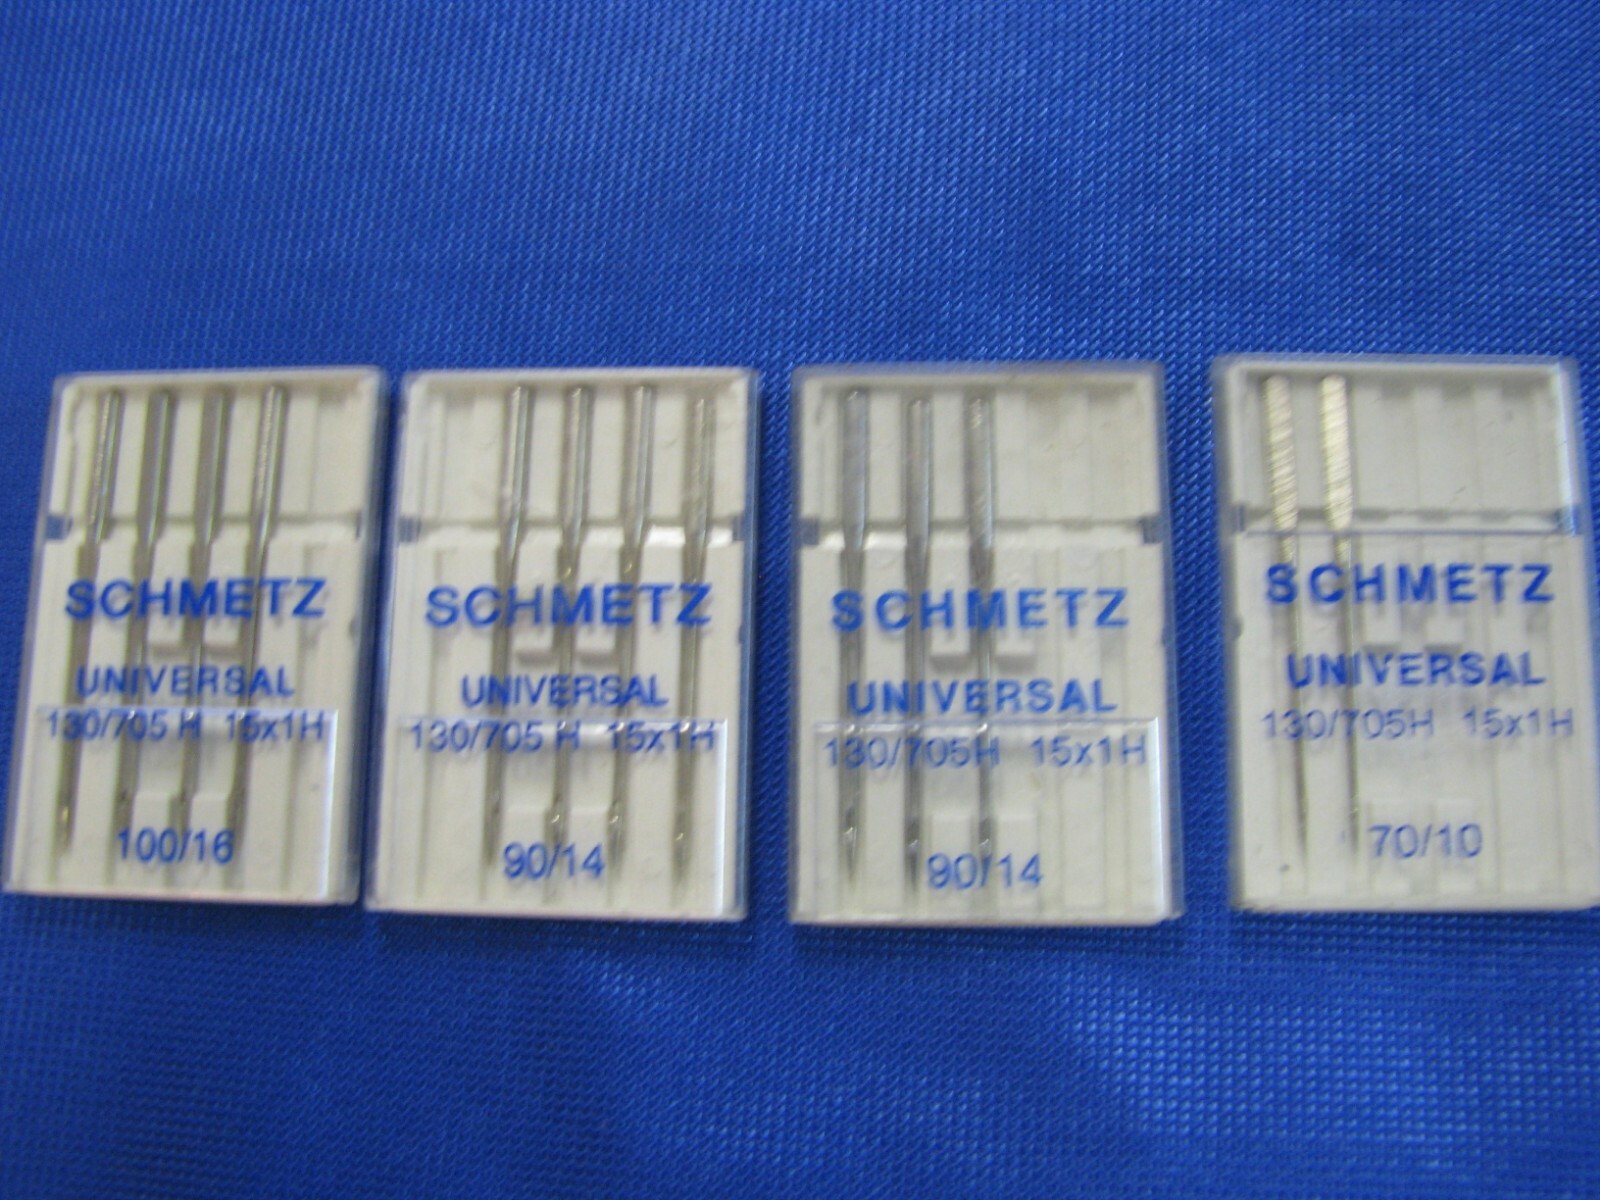 SCHMETZ
UNIVERSAL
130/705 H 15x1H
100/16
SCHMETZ
UNIVERSAL
130/705 H 15x1H
90/14
SCHMETZ
UNIVERSAL
130/705H 15x1H
90/14
SCHMETZ
UNIVERSAL
130/705H 15x1H
70/10